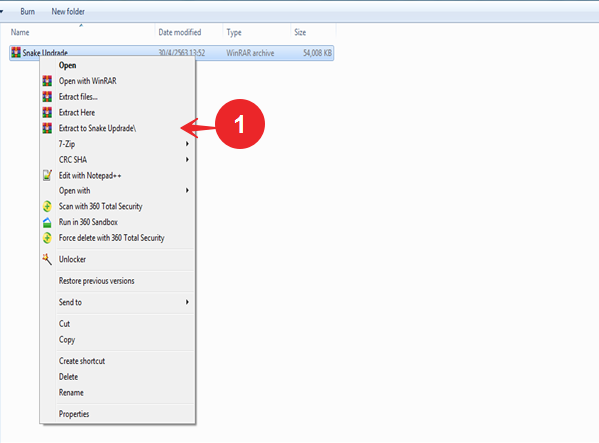 Burn New folder
Name Date modified Type Size
Snake Updrade 30/4/2563 13:52 WinRAR archive 54,008 KB
Open
Open with WinRAR
Extract files...
Extract Here
Extract to Snake Updrade\
1
7-Zip
CRC SHA
Edit with Notepad++
Open with
Scan with 360 Total Security
Run in 360 Sandbox
Force delete with 360 Total Security
Unlocker
Restore previous versions
Send to
Cut
Copy
Create shortcut
Delete
Rename
Properties